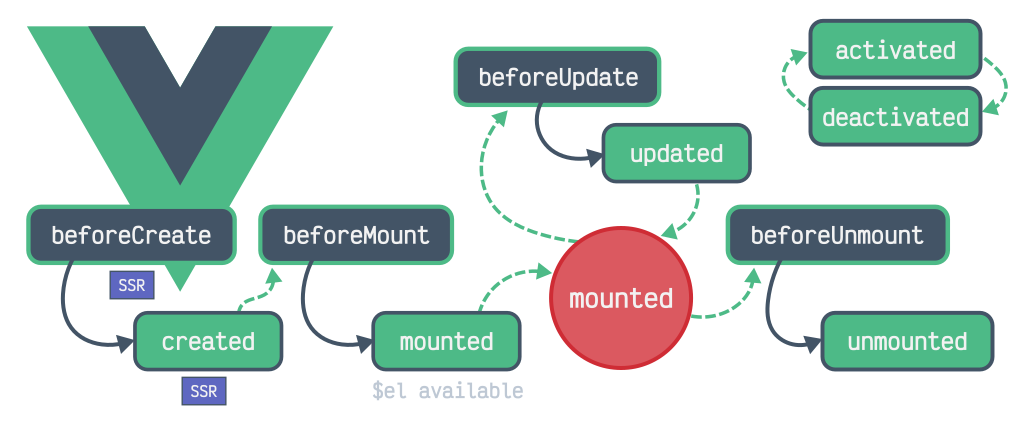 activated
beforeUpdate
deactivated
updated
beforeCreate
beforeMount
beforeUnmount
SSR
mounted
created
mounted
unmounted
SSR
$el available